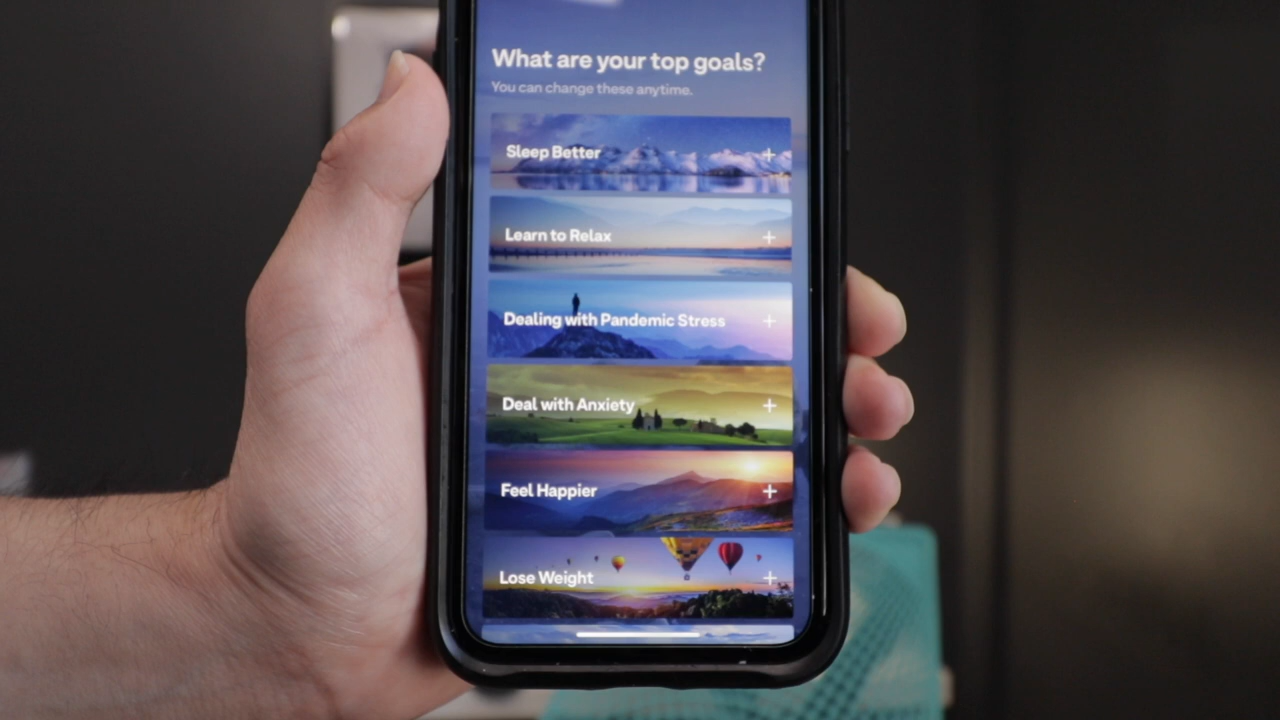 What are your top goals?
You can change these anytime.
Sleep Better
Learn to Relax
Dealing with Pandemic Stress
Deal with Anxiety
Feel Happier
Lose Weight